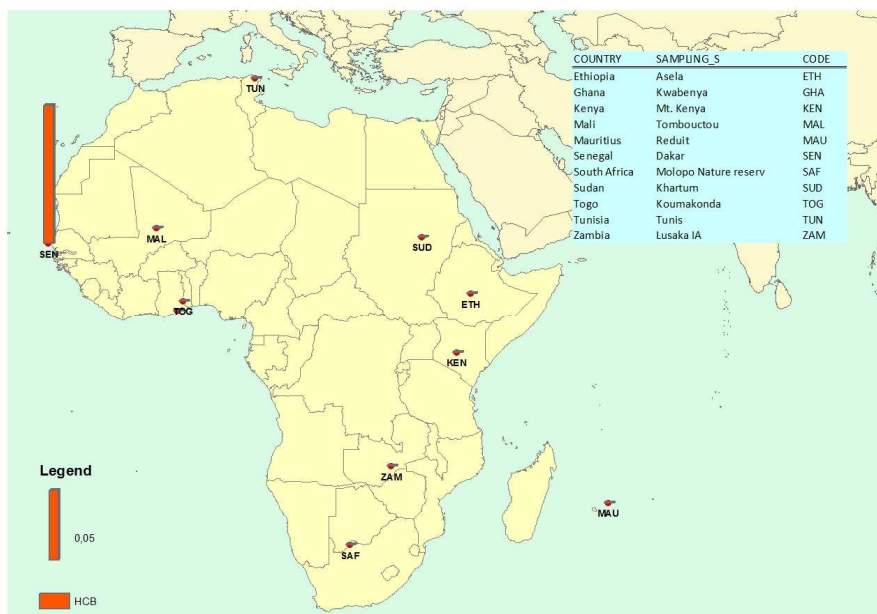 COUNTRY SAMPLING_S CODE
Ethiopia Asela ETH
Ghana Kwabenya GHA
Kenya Mt. Kenya KEN
Mali Tombouctou MAL
Mauritius Reduit MAU
Senegal Dakar SEN
South Africa Molopo Nature reserv SAF
Sudan Khartum SUD
Togo Koumakonda TOG
Tunisia Tunis TUN
Zambia Lusaka IA ZAM
TUN
MAL
SUD
SEN
ETH
TOG
KEN
ZAM
MAU
SAF
Legend
0,05
HCB